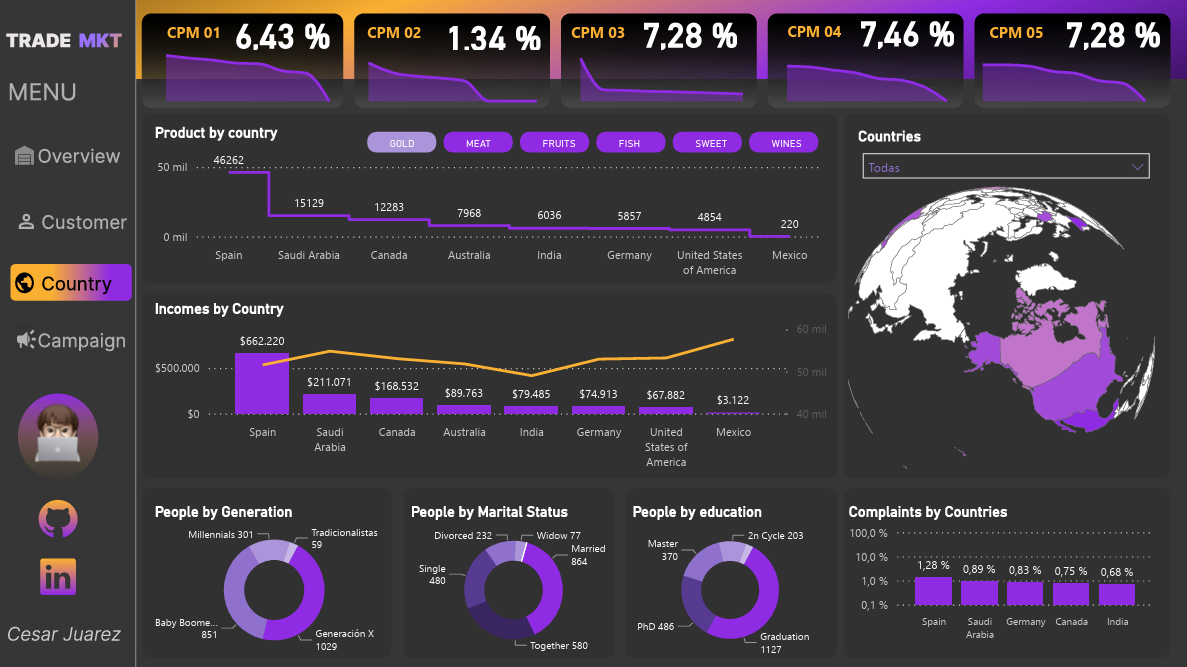 TRADE MKT
MENU
Overview
Customer
Country
Campaign
in
Cesar Juarez
CPM 01 6,43 %
CPM 02 1,34 %
CPM 03 7,28 %
CPM 04 7,46 %
CPM 05 7,28 %
Product by country
GOLD MEAT FRUITS FISH SWEET WINES
50 mil
0 mil
46262 15129 12283 7968 6036 5857 4854 220
Spain Saudi Arabia Canada Australia India Germany United States Mexico
of America
Incomes by Country
60 mil
50 mil
40 mil
$500.000
$0
$662.220 $211.071 $168.532 $89.763 $79.485 $74.913 $67.882 $3.122
Spain Saudi Canada Australia India Germany United Mexico
Arabia States of
America
Countries
Todas
People by Generation
Millennials 301
Tradicionalistas
59
Baby Boome...
851
Generación X
1029
People by Marital Status
Divorced 232
Widow 77
Married
864
Single
480
Together 580
People by education
2n Cycle 203
Master
370
PhD 486
Graduation
1127
Complaints by Countries
100,0 %
10,0 %
1,0 %
0,1 %
1,28 % 0,89 % 0,83 % 0,75 % 0,68 %
Spain Saudi Germany Canada India
Arabia